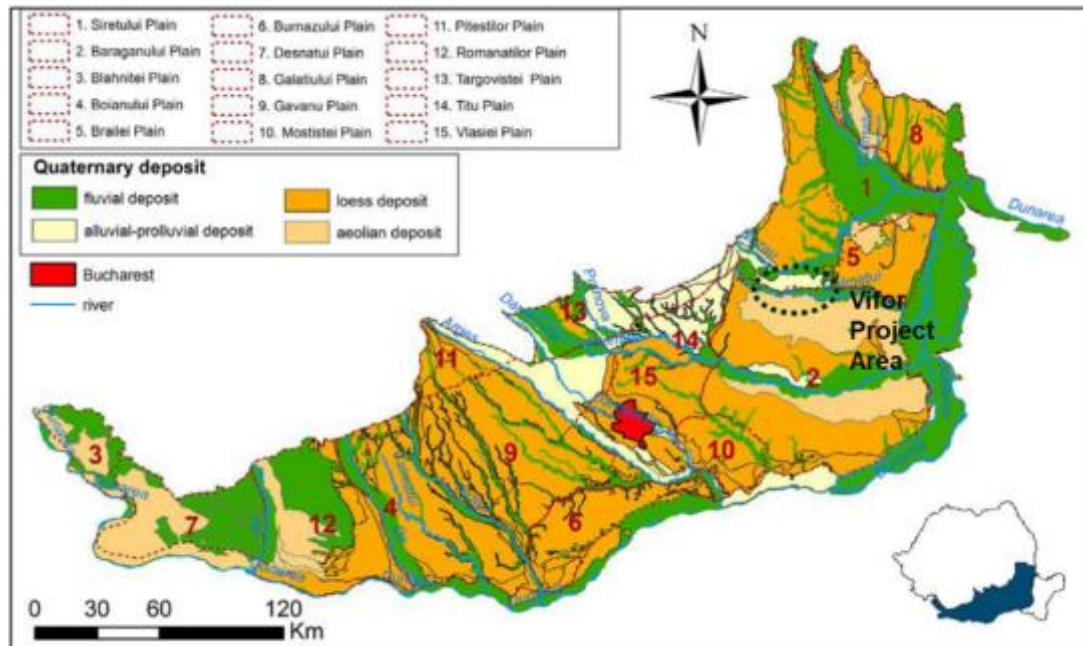 1. Siretului Plain
2. Baraganului Plain
3. Blahnitei Plain
4. Boianului Plain
5. Brailei Plain
6. Burnazului Plain
7. Desnatui Plain
8. Galatiului Plain
9. Gavanu Plain
10. Mostistei Plain
11. Pitestilor Plain
12. Romanatilor Plain
13. Targovistei Plain
14. Titu Plain
15. Vlasiei Plain
Quaternary deposit
fluvial deposit
alluvial-prolluvial deposit
loess deposit
aeolian deposit
Bucharest
river
N
8
1
Dunarea
5
Vifor
Project
Area
Prahova
13
14
11
15
2
9
10
3
4
12
7
6
0 30 60 120
Km